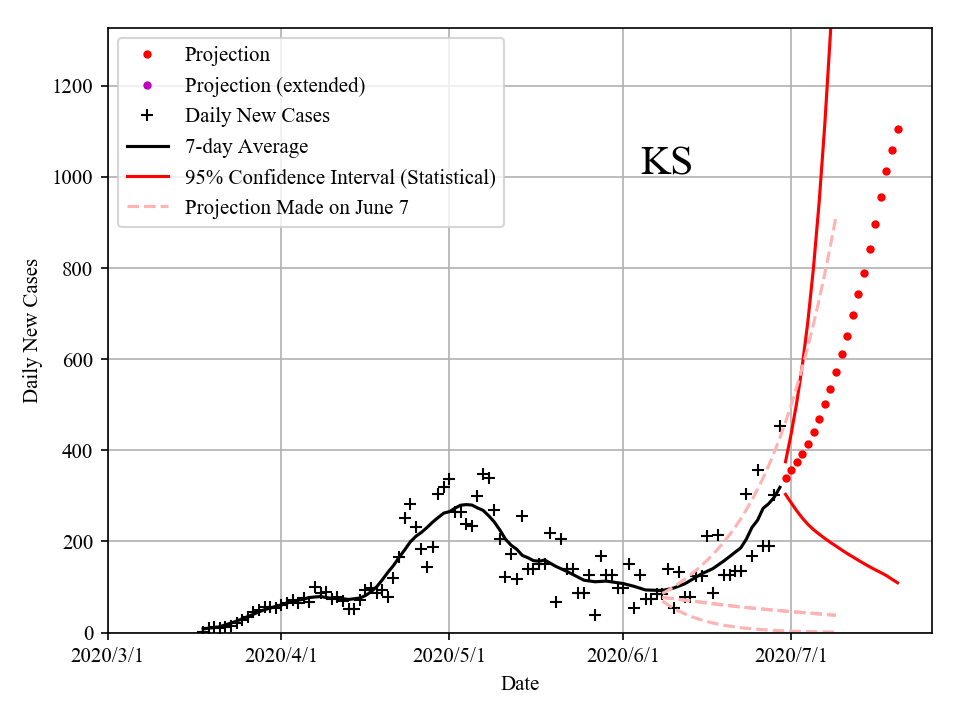 Projection
Projection (extended)
Daily New Cases
7-day Average
95% Confidence Interval (Statistical)
Projection Made on June 7
KS
1200
1000
800
600
400
200
0
Daily New Cases
2020/3/1 2020/4/1 2020/5/1 2020/6/1 2020/7/1
Date